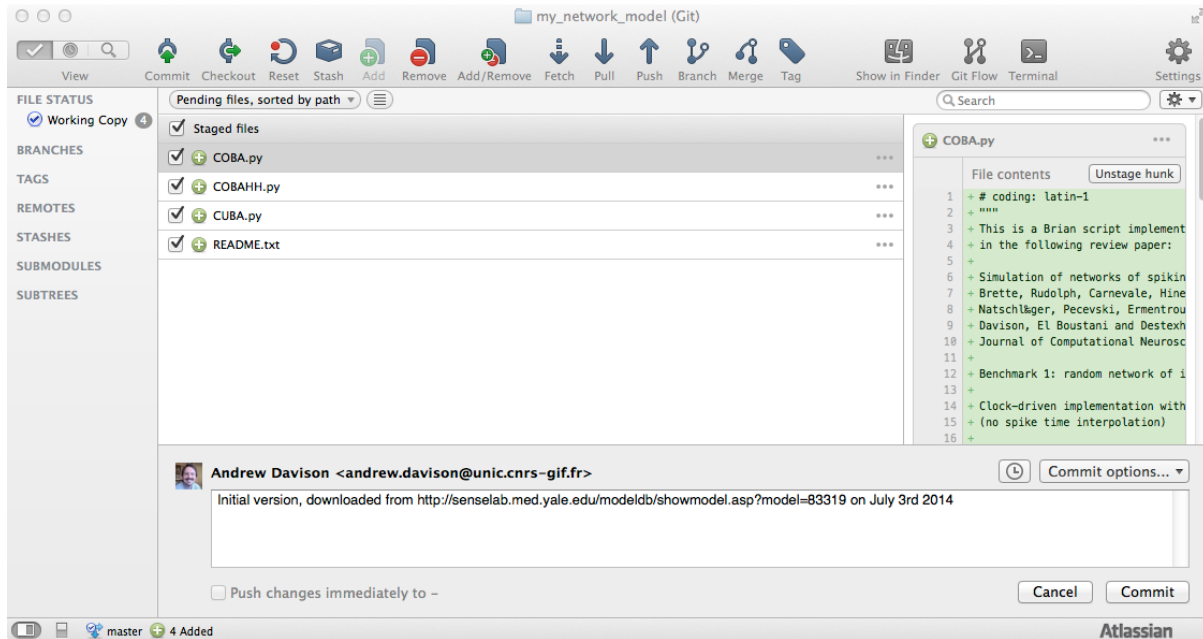 my_network_model (Git)
View Commit Checkout Reset Stash Add Remove Add/Remove Fetch Pull Push Branch Merge Tag Show in Finder Git Flow Terminal Settings
FILE STATUS
Working Copy 4
BRANCHES
TAGS
REMOTES
STASHES
SUBMODULES
SUBTREES
Pending files, sorted by path
Search
Staged files
COBA.py
COBAHH.py
CUBA.py
README.txt
COBA.py
File contents Unstage hunk
1 + # coding: latin-1
2 + """
3 + This is a Brian script implement
4 + in the following review paper:
5 +
6 + Simulation of networks of spikin
7 + Brette, Rudolph, Carnevale, Hine
8 + Natschl‰ger, Pecevski, Ermentrou
9 + Davison, El Boustani and Destexh
10 + Journal of Computational Neurosc
11 +
12 + Benchmark 1: random network of i
13 +
14 + Clock-driven implementation with
15 + (no spike time interpolation)
16 +
Andrew Davison <andrew.davison@unic.cnrs-gif.fr>
Commit options...
Initial version, downloaded from http://senselab.med.yale.edu/modeldb/showmodel.asp?model=83319 on July 3rd 2014
Push changes immediately to -
Cancel Commit
master 4 Added
Atlassian